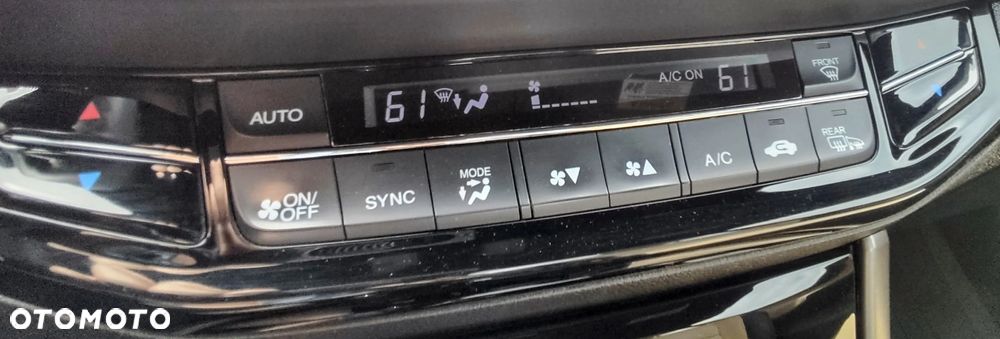 AUTO
61
A/C ON
61
FRONT
ON/
OFF
SYNC
MODE
A/C
REAR
OTOMOTO